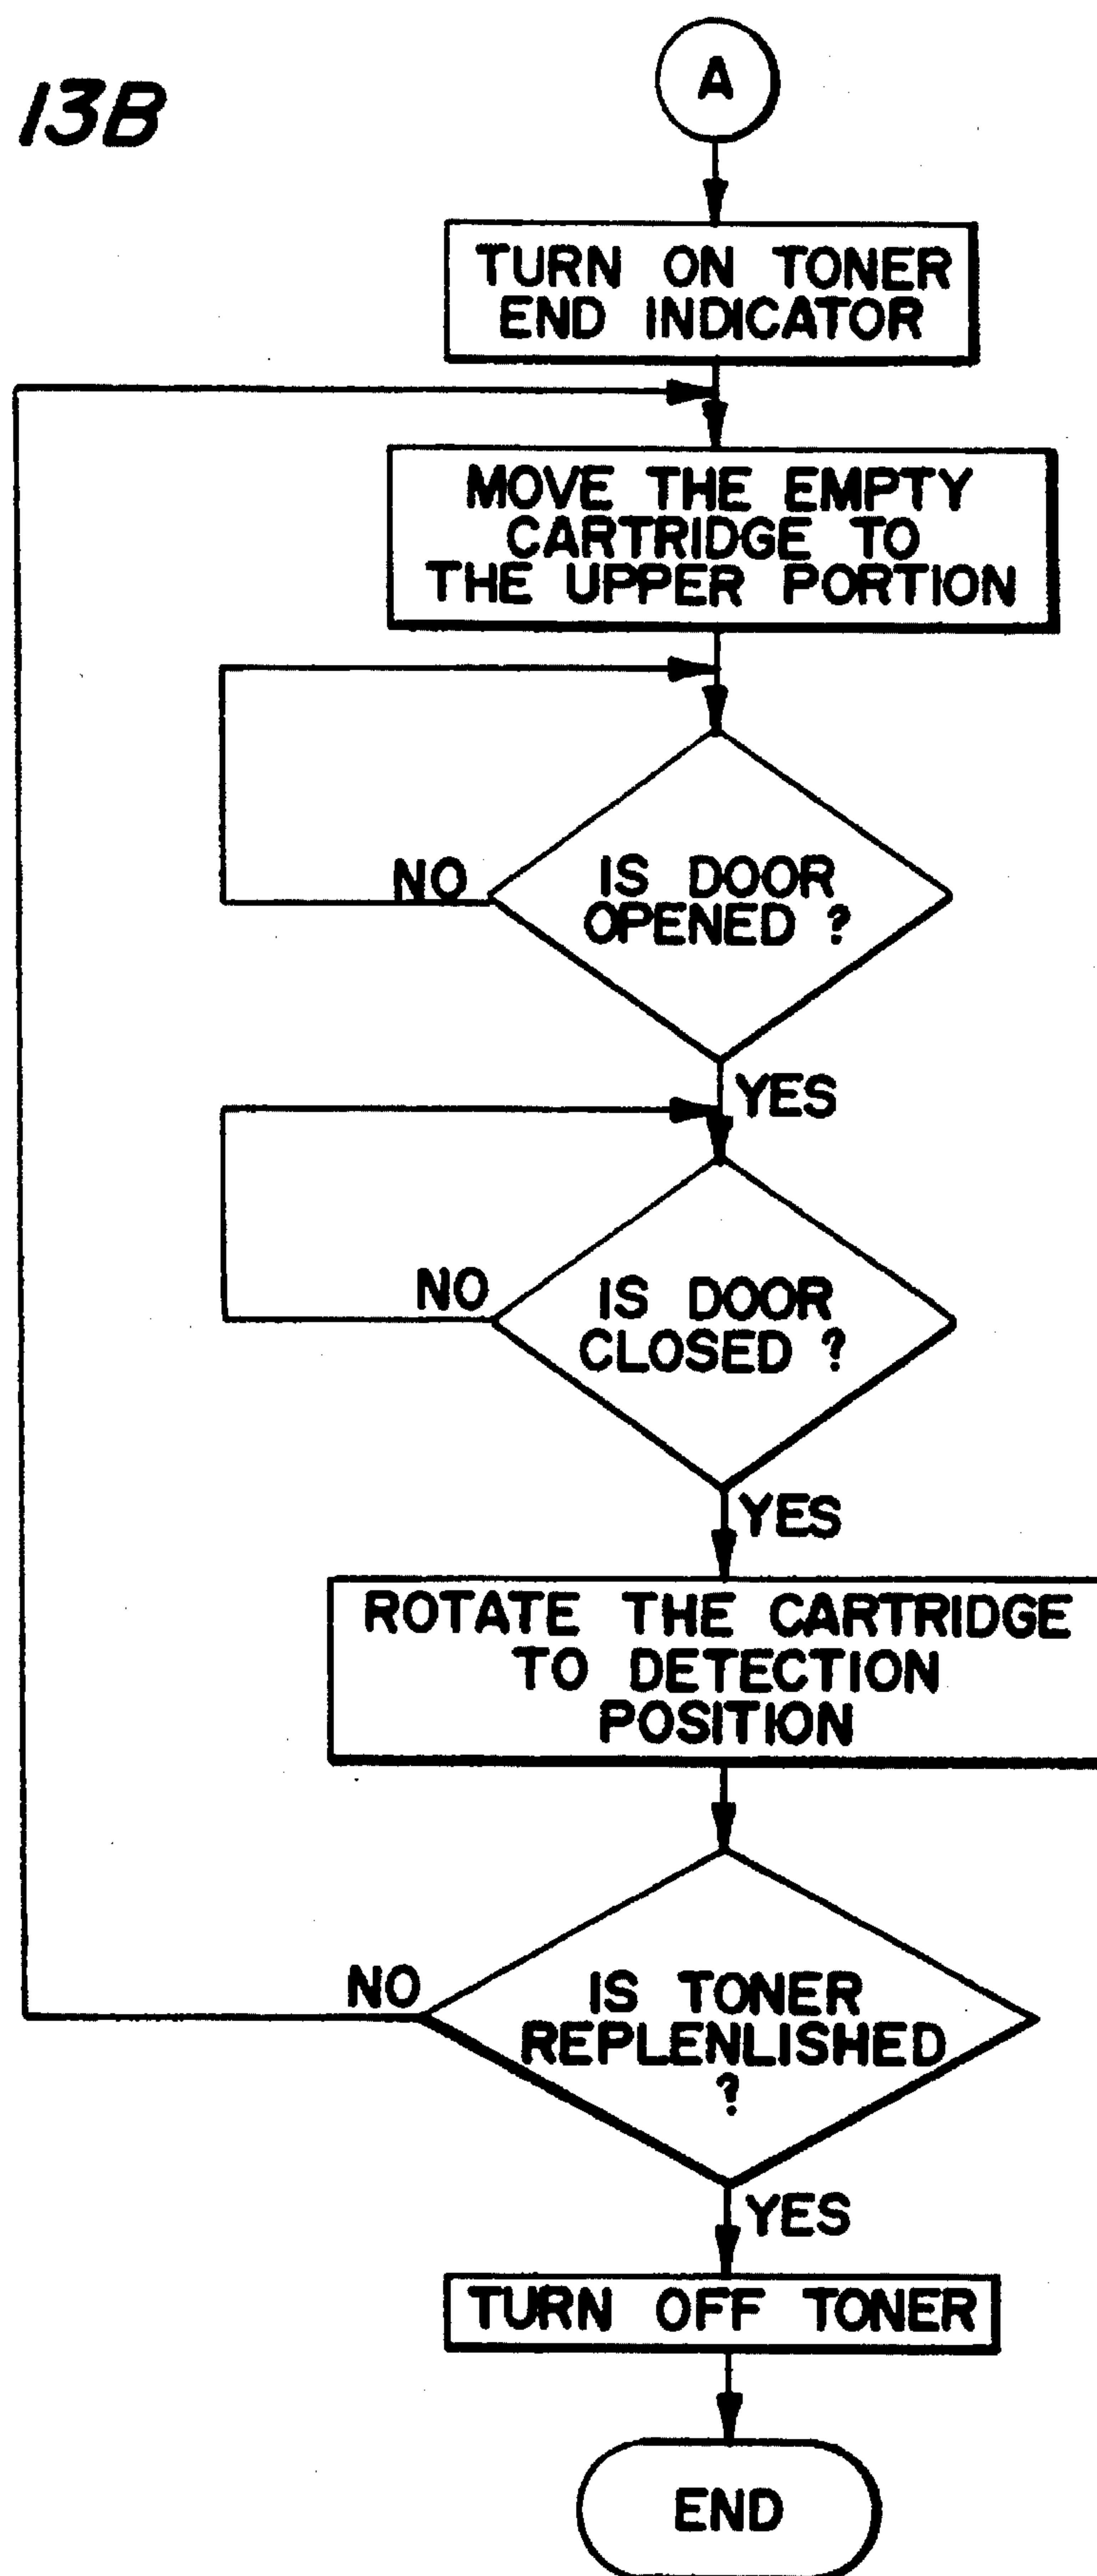 13B
A
TURN ON TONER
END INDICATOR
MOVE THE EMPTY
CARTRIDGE TO
THE UPPER PORTION
NO
IS DOOR
OPENED ?
YES
NO
IS DOOR
CLOSED ?
YES
ROTATE THE CARTRIDGE
TO DETECTION
POSITION
NO
IS TONER
REPLENLISHED
?
YES
TURN OFF TONER
END